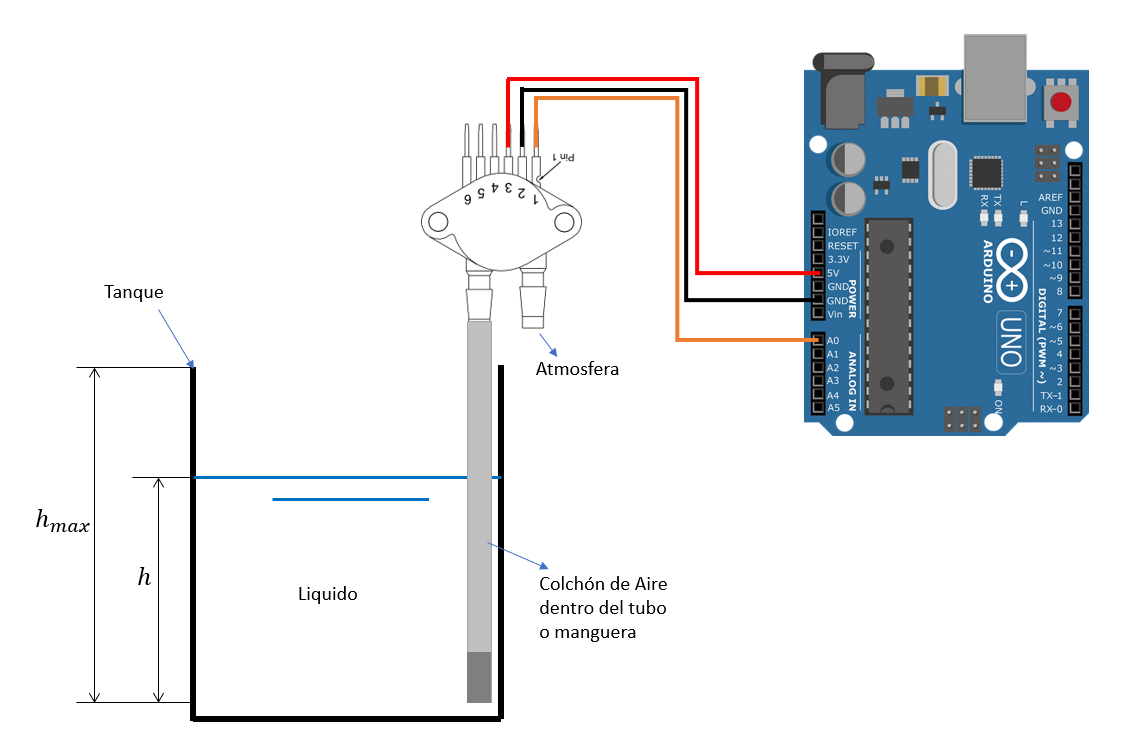 Pin 1
6 5 4 3 2 1
Tanque
Atmosfera
h_max
h
Liquido
Colchón de Aire
dentro del tubo
o manguera
IOREF
RESET
3.3V
5V
GND
GND
Vin
POWER
A0
A1
A2
A3
A4
A5
ANALOG IN
RX
TX
L
ARDUINO
UNO
ON
AREF
GND
13
12
~11
~10
~9
8
7
~6
~5
4
~3
2
TX-1
RX-0
DIGITAL (PWM ~)